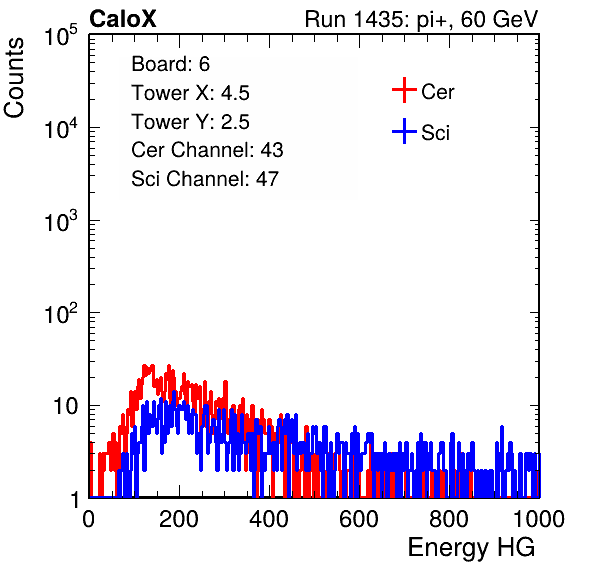 CaloX Run 1435: pi+, 60 GeV
Counts
10^5
10^4
10^3
10^2
10
1
Board: 6
Tower X: 4.5
Tower Y: 2.5
Cer Channel: 43
Sci Channel: 47
Cer
Sci
0 200 400 600 800 1000
Energy HG